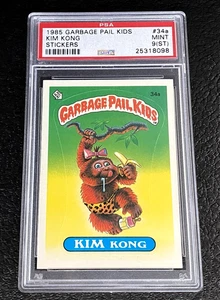 1985 GARBAGE PAIL KIDS #34a
KIM KONG MINT
STICKERS 9(ST)
PSA 25318098
34a
GARBAGE PAIL KIDS
KIM KONG